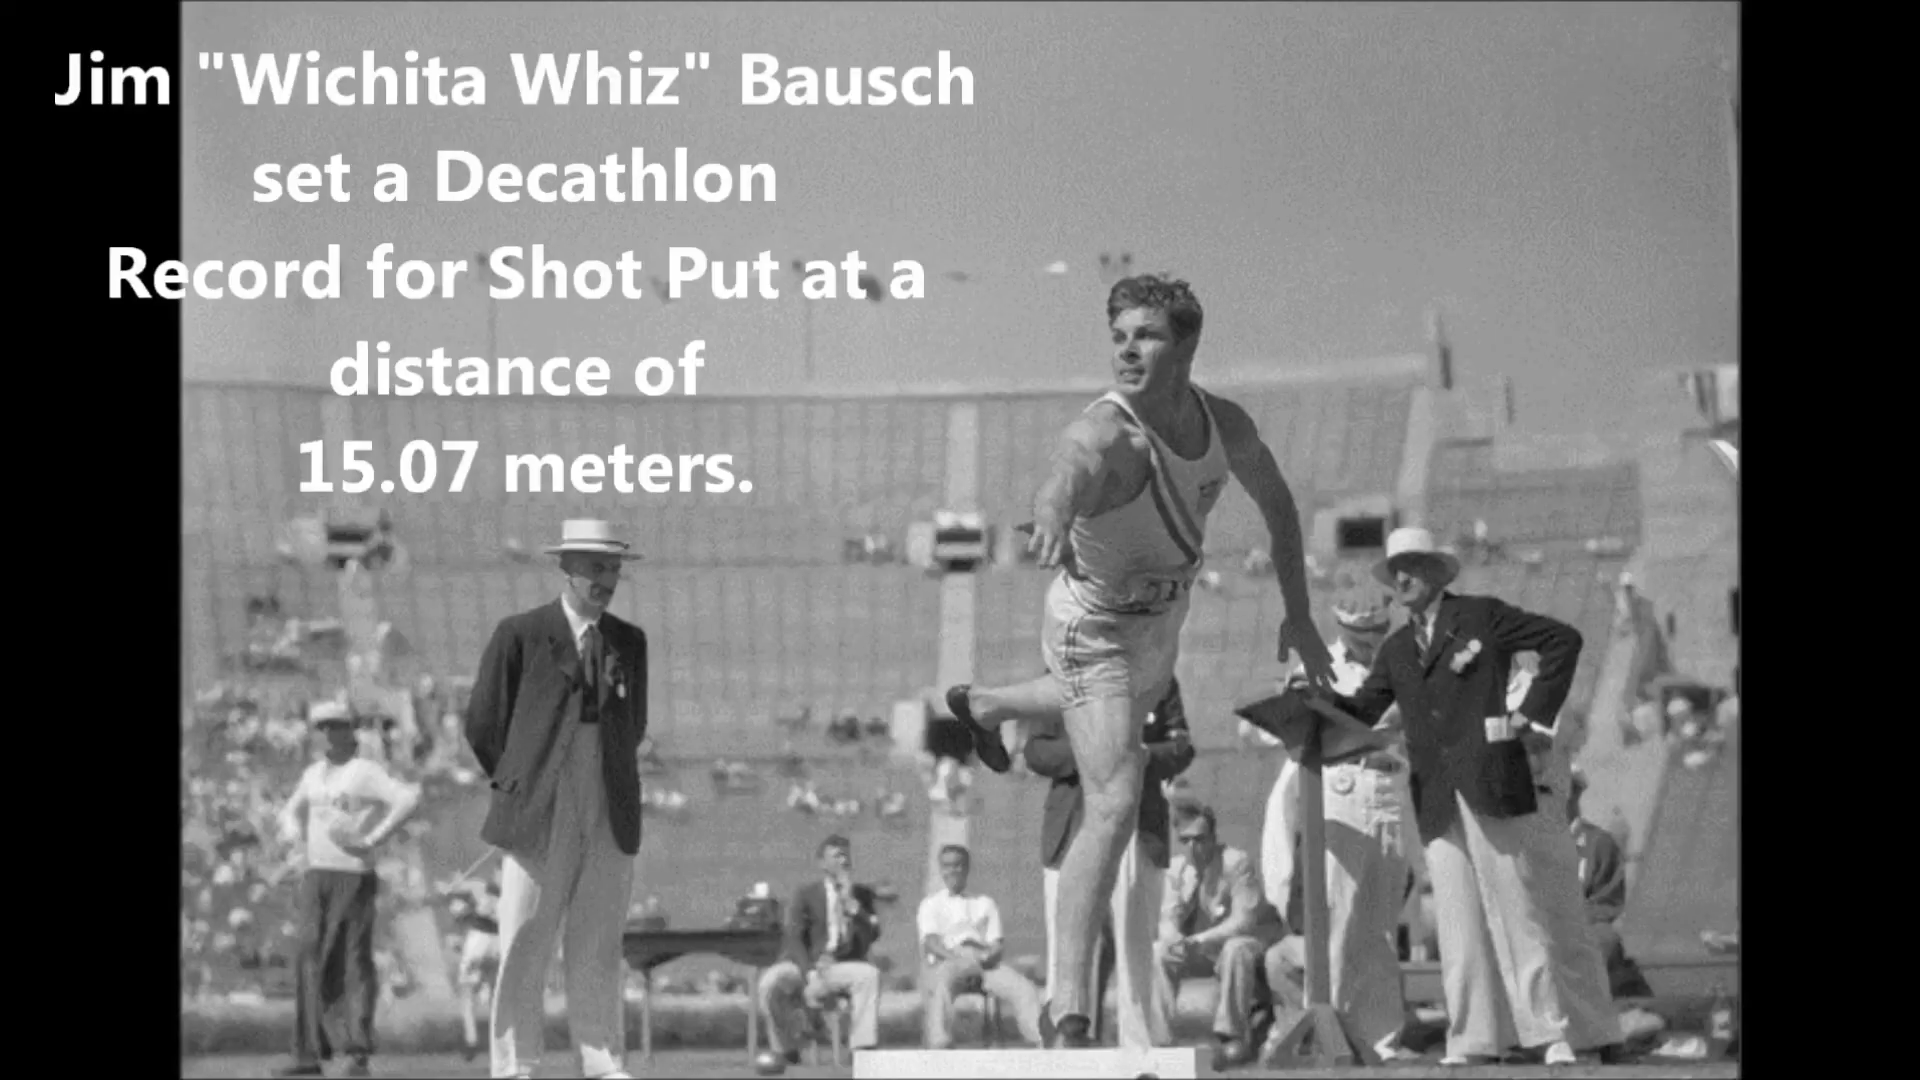 Jim "Wichita Whiz" Bausch
set a Decathlon
Record for Shot Put at a
distance of
15.07 meters.